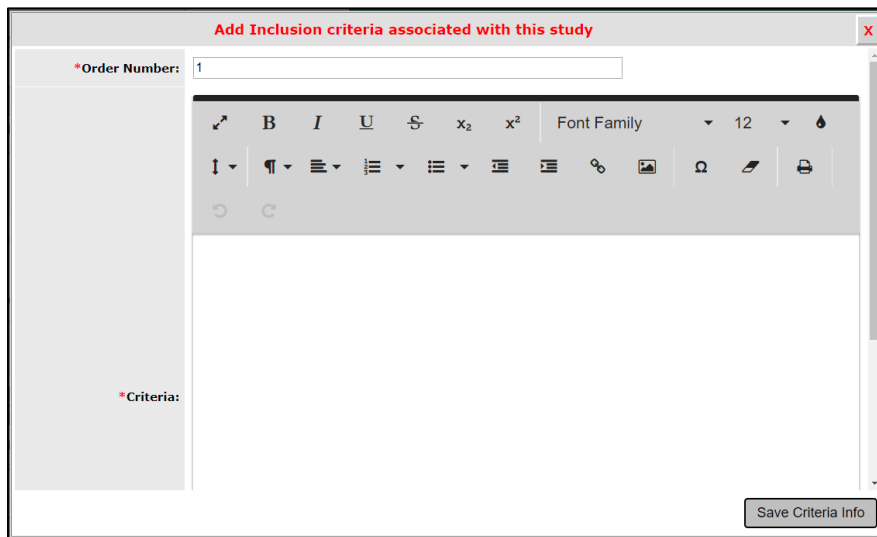 Add Inclusion criteria associated with this study
X
*Order Number:
1
B I U S x₂ x² Font Family 12
Ω
*Criteria:
Save Criteria Info